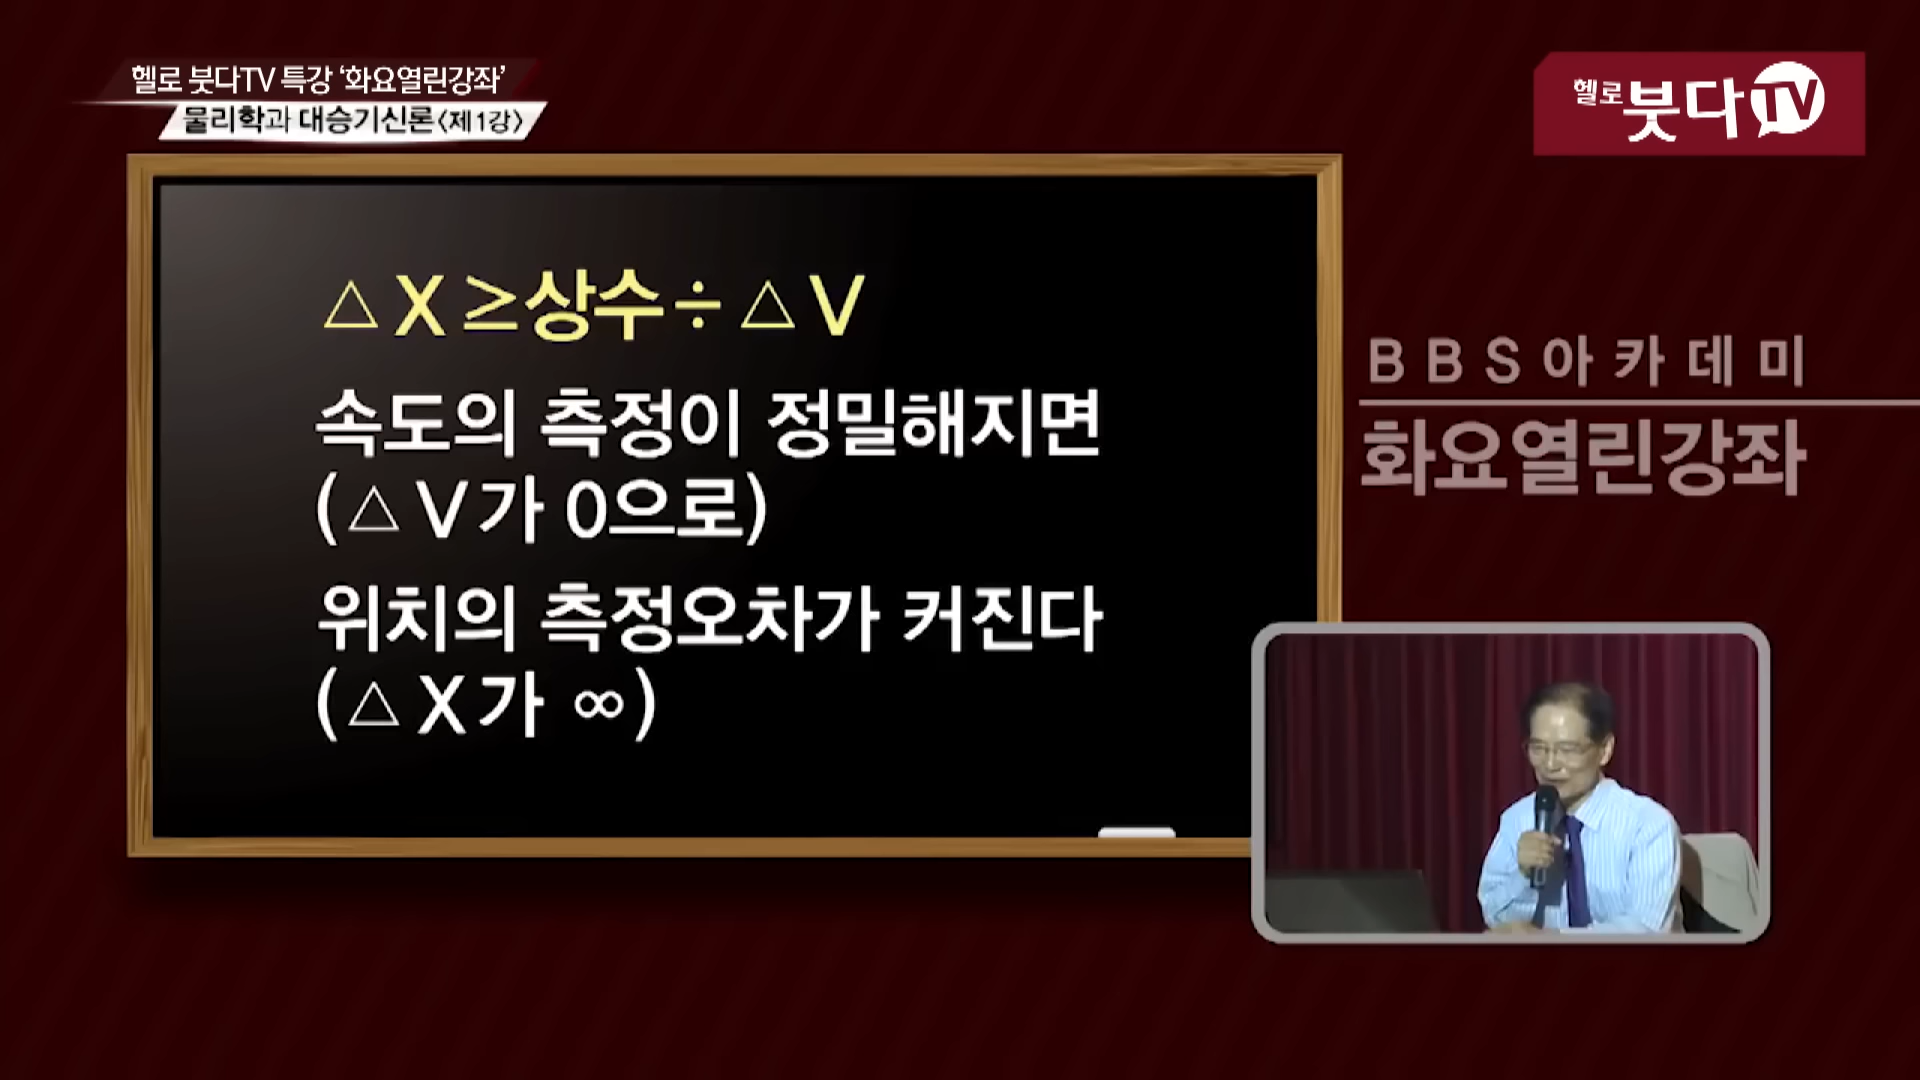 헬로 붓다TV 특강 ‘화요열린강좌’
물리학과 대승기신론〈제1강〉
헬로붓다TV
△X≥상수÷△V
속도의 측정이 정밀해지면
(△V가 0으로)
위치의 측정오차가 커진다
(△X가 ∞)
BBS아카데미
화요열린강좌